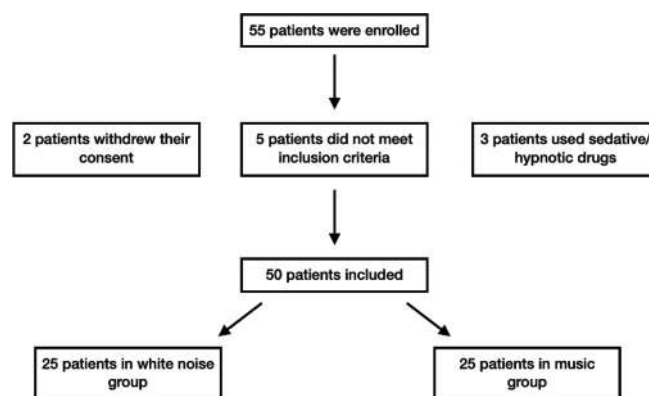 55 patients were enrolled
2 patients withdrew their
consent
5 patients did not meet
inclusion criteria
3 patients used sedative/
hypnotic drugs
50 patients included
25 patients in white noise
group
25 patients in music
group